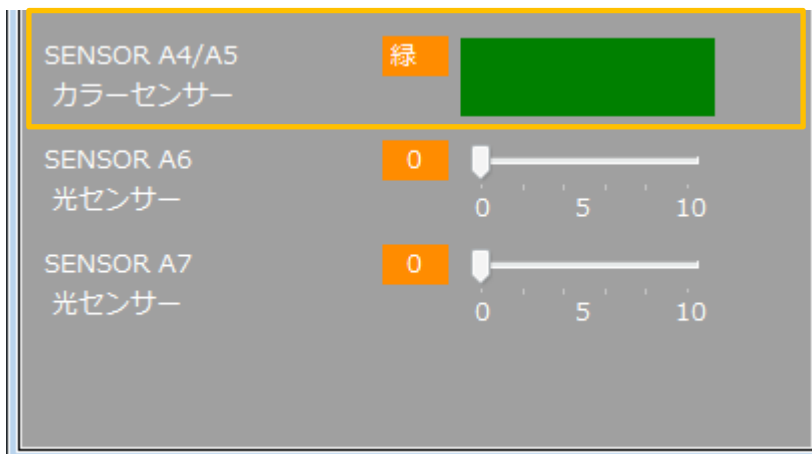 SENSOR A4/A5 緑
カラーセンサー
SENSOR A6 0
光センサー
0 5 10
SENSOR A7 0
光センサー
0 5 10